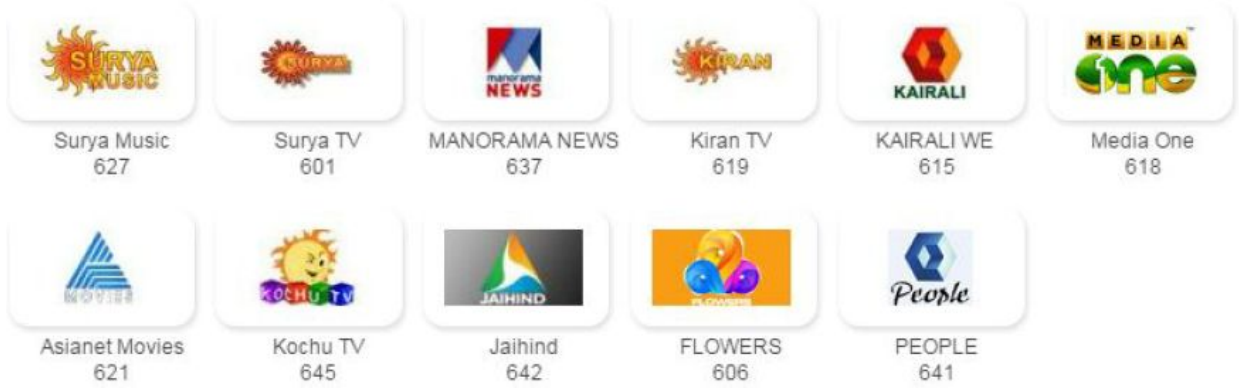 SURYA
MUSIC
Surya Music
627
SURYA
Surya TV
601
manorama
NEWS
MANORAMA NEWS
637
KIRAN
Kiran TV
619
KAIRALI
KAIRALI WE
615
MEDIA
One
TM
Media One
618
MOVIES
Asianet Movies
621
KOCHU TV
Kochu TV
645
JAIHIND
Jaihind
642
FLOWERS
FLOWERS
606
People
PEOPLE
641